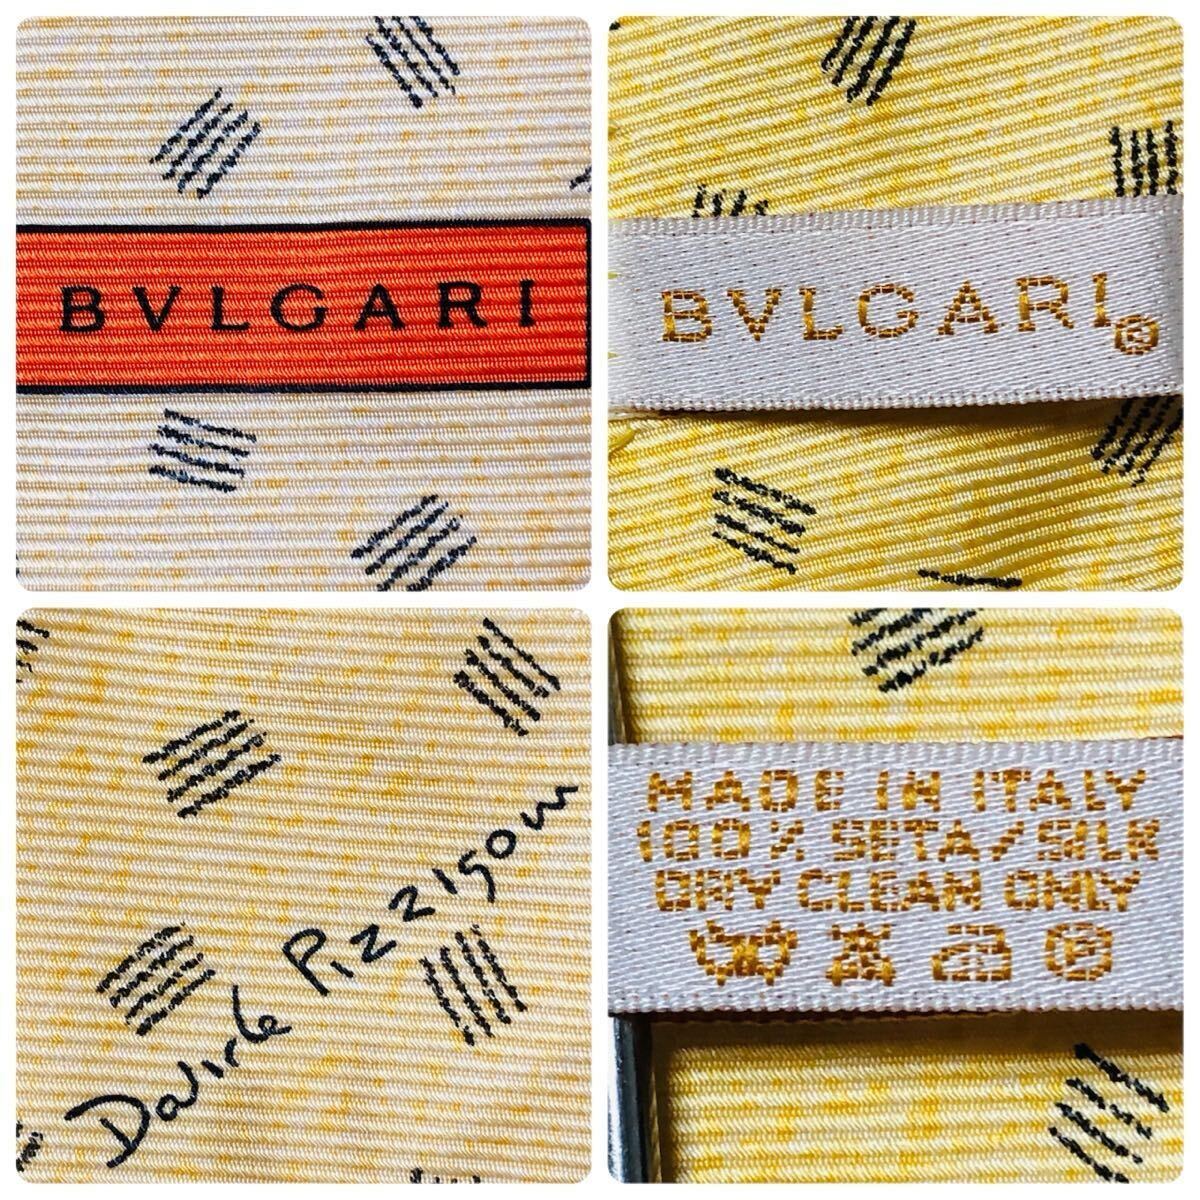 BVLGARI
BVLGARI®
Davide Pizzigoni
MADE IN ITALY
100% SETA/SILK
DRY CLEAN ONLY
P